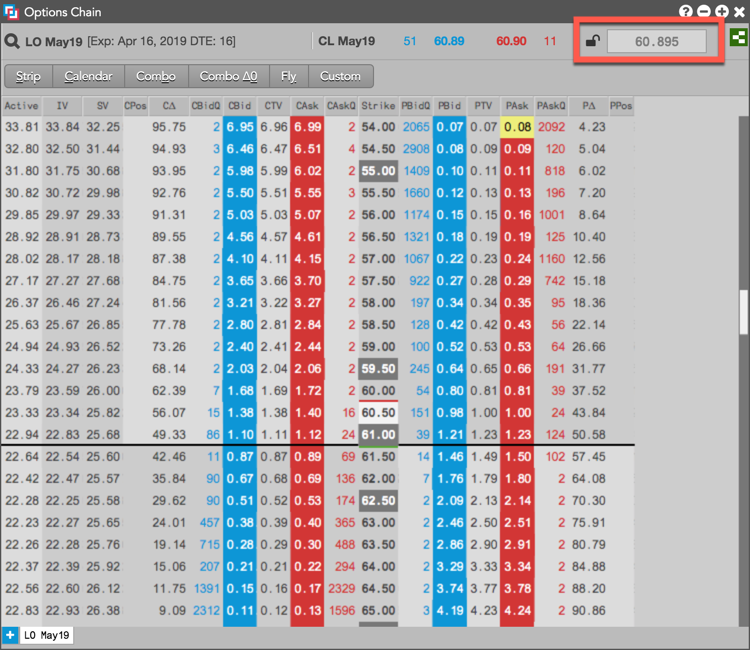 Options Chain
LO May19 [Exp: Apr 16, 2019 DTE: 16] CL May19 51 60.89 60.90 11 60.895
Strip Calendar Combo Combo Δ0 Fly Custom
Active IV SV CPos CΔ CBidQ CBid CTV CAsk CAskQ Strike PBidQ PBid PTV PAsk PAskQ PΔ PPos
33.81 33.84 32.25 95.75 2 6.95 6.96 6.99 2 54.00 2065 0.07 0.07 0.08 2092 4.23
32.80 32.50 31.44 94.93 3 6.46 6.47 6.51 4 54.50 2908 0.08 0.09 0.09 120 5.04
31.80 31.75 30.68 93.95 2 5.98 5.99 6.02 2 55.00 1409 0.10 0.11 0.11 818 6.02
30.82 30.72 29.98 92.76 2 5.50 5.51 5.55 3 55.50 1660 0.12 0.13 0.13 196 7.20
29.85 29.97 29.33 91.31 2 5.03 5.03 5.07 2 56.00 1174 0.15 0.15 0.16 1001 8.64
28.92 28.91 28.73 89.55 2 4.56 4.57 4.61 2 56.50 1321 0.18 0.19 0.19 125 10.40
28.02 28.17 28.18 87.38 2 4.10 4.11 4.15 2 57.00 1067 0.22 0.23 0.24 1160 12.56
27.17 27.27 27.68 84.75 2 3.65 3.66 3.70 2 57.50 922 0.27 0.28 0.29 742 15.18
26.37 26.46 27.24 81.56 2 3.21 3.22 3.27 2 58.00 197 0.34 0.34 0.35 95 18.36
25.63 25.67 26.85 77.78 2 2.80 2.81 2.84 2 58.50 128 0.42 0.42 0.43 56 22.14
24.94 24.93 26.52 73.26 2 2.40 2.41 2.44 2 59.00 100 0.52 0.53 0.53 64 26.66
24.33 24.27 26.23 68.14 2 2.03 2.04 2.06 2 59.50 245 0.64 0.65 0.66 191 31.77
23.79 23.59 26.00 62.39 7 1.68 1.69 1.72 2 60.00 54 0.80 0.81 0.81 39 37.52
23.33 23.34 25.82 56.07 15 1.38 1.38 1.40 16 60.50 151 0.98 1.00 1.00 24 43.84
22.94 22.83 25.68 49.33 86 1.10 1.11 1.12 24 61.00 39 1.21 1.23 1.23 124 50.58
22.64 22.54 25.60 42.46 11 0.87 0.87 0.89 69 61.50 14 1.46 1.49 1.50 102 57.45
22.42 22.47 25.57 35.84 90 0.67 0.68 0.69 136 62.00 7 1.76 1.79 1.80 2 64.08
22.28 22.25 25.58 29.62 90 0.51 0.52 0.53 174 62.50 2 2.09 2.13 2.14 2 70.30
22.23 22.27 25.65 24.01 457 0.38 0.39 0.40 365 63.00 2 2.46 2.50 2.51 2 75.91
22.26 22.28 25.76 19.14 715 0.28 0.29 0.30 488 63.50 2 2.86 2.90 2.91 2 80.79
22.37 22.39 25.92 15.06 207 0.21 0.21 0.22 294 64.00 2 3.29 3.33 3.34 2 84.88
22.56 22.60 26.12 11.75 1391 0.15 0.16 0.17 2329 64.50 2 3.74 3.77 3.78 2 88.20
22.83 22.93 26.38 9.09 2312 0.11 0.12 0.13 1596 65.00 3 4.19 4.23 4.24 2 90.86
LO May19